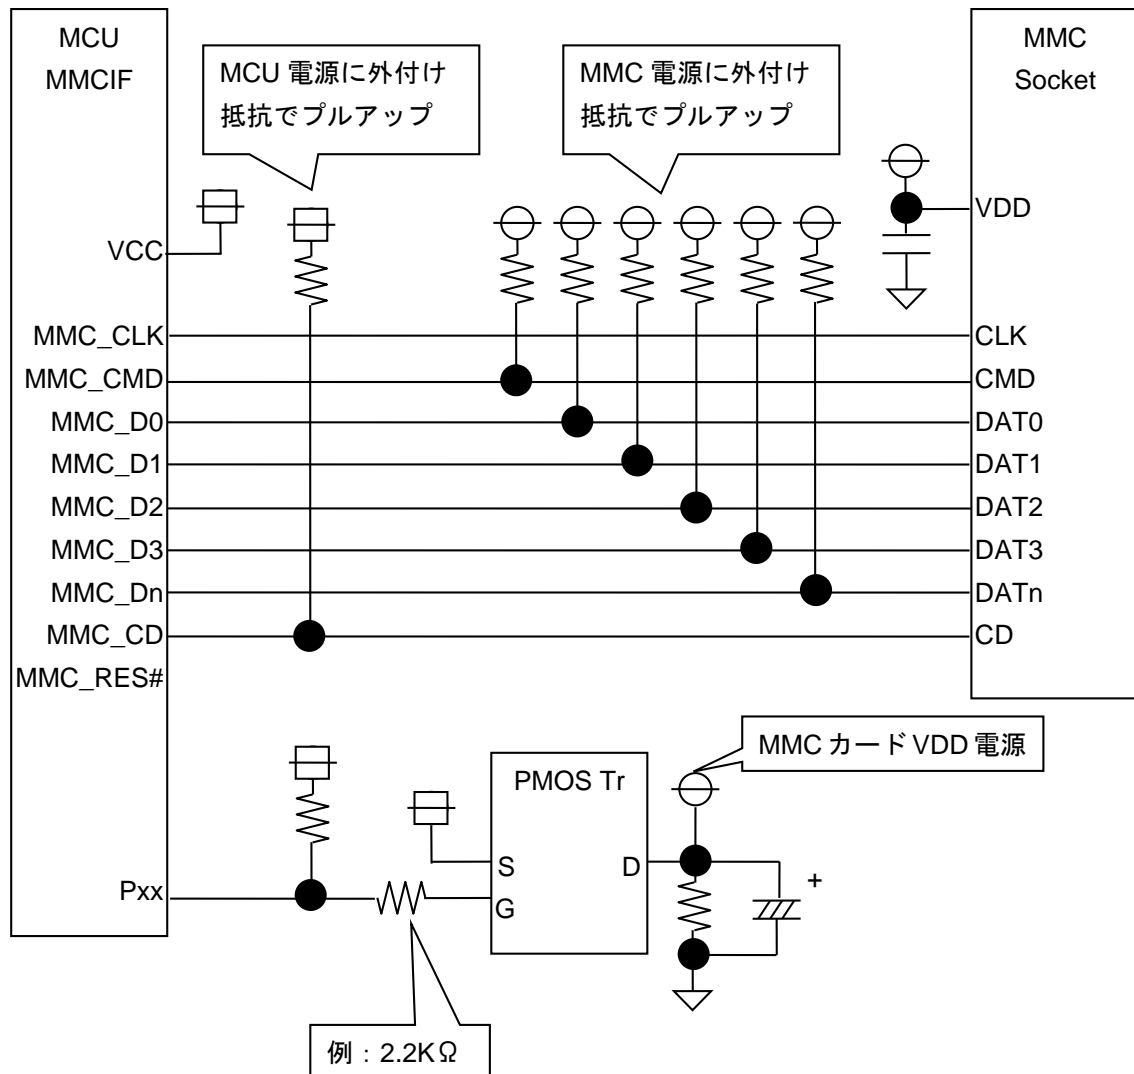 MCU
MMCIF
MCU 電源に外付け
抵抗でプルアップ
MMC 電源に外付け
抵抗でプルアップ
MMC
Socket
VCC
VDD
MMC_CLK
CLK
MMC_CMD
CMD
MMC_D0
DAT0
MMC_D1
DAT1
MMC_D2
DAT2
MMC_D3
DAT3
MMC_Dn
DATn
MMC_CD
CD
MMC_RES#
MMC カード VDD 電源
PMOS Tr
S
D
G
+
Pxx
例：2.2KΩ